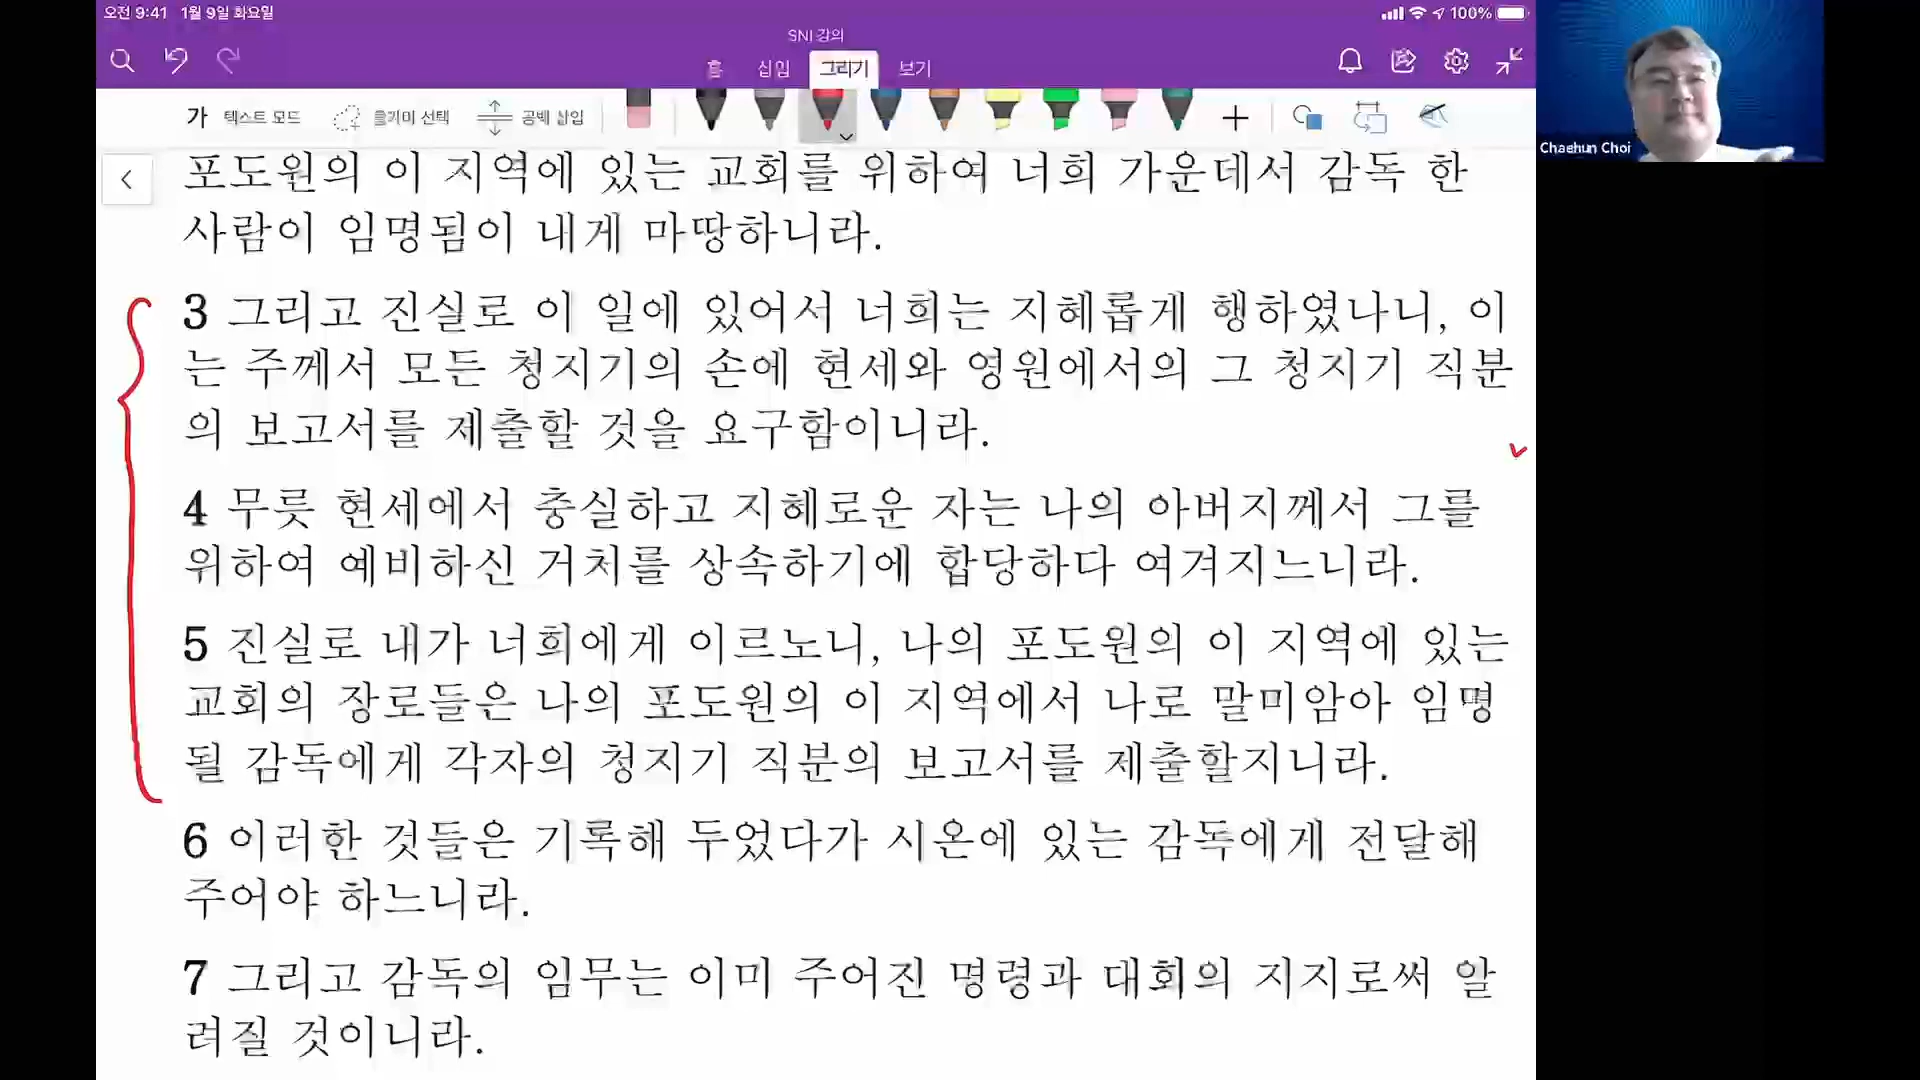 오전 9:41 1월 9일 화요일
100%
SNI 강의
홈 삽입 그리기 보기
가 텍스트 모드 올가미 선택 공백 삽입
Chaehun Choi
포도원의 이 지역에 있는 교회를 위하여 너희 가운데서 감독 한
사람이 임명됨이 내게 마땅하니라.
3 그리고 진실로 이 일에 있어서 너희는 지혜롭게 행하였나니, 이
는 주께서 모든 청지기의 손에 현세와 영원에서의 그 청지기 직분
의 보고서를 제출할 것을 요구함이니라.
4 무릇 현세에서 충실하고 지혜로운 자는 나의 아버지께서 그를
위하여 예비하신 거처를 상속하기에 합당하다 여겨지느니라.
5 진실로 내가 너희에게 이르노니, 나의 포도원의 이 지역에 있는
교회의 장로들은 나의 포도원의 이 지역에서 나로 말미암아 임명
될 감독에게 각자의 청지기 직분의 보고서를 제출할지니라.
6 이러한 것들은 기록해 두었다가 시온에 있는 감독에게 전달해
주어야 하느니라.
7 그리고 감독의 임무는 이미 주어진 명령과 대회의 지지로써 알
려질 것이니라.